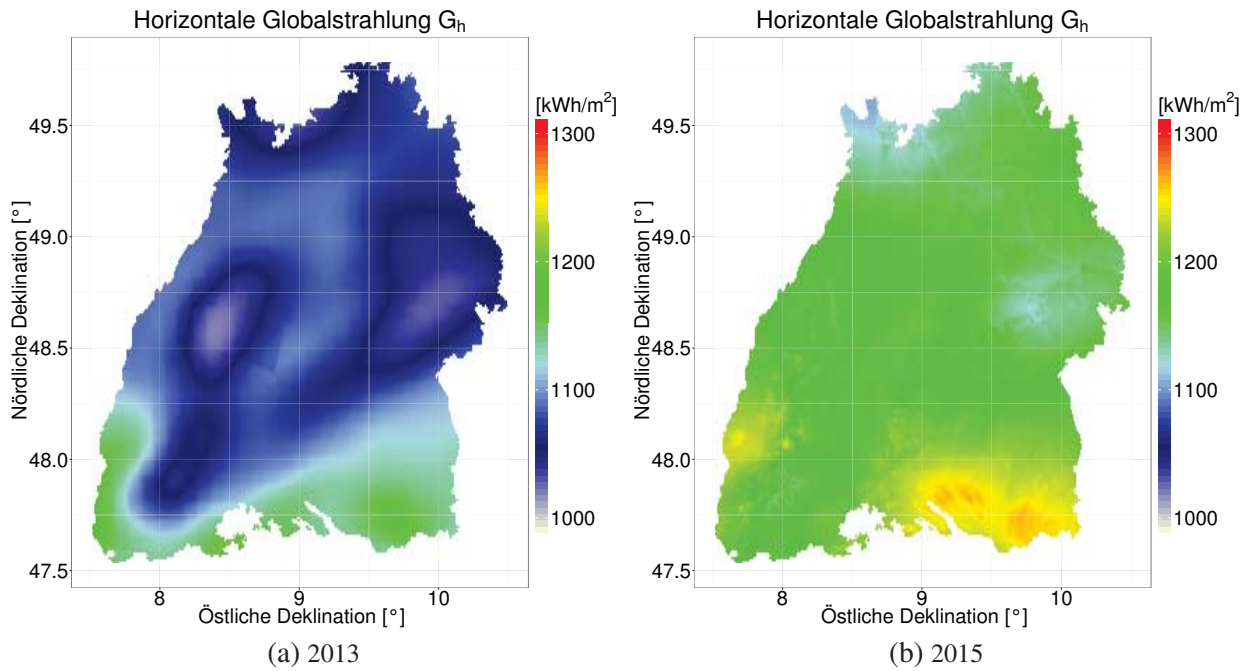 Horizontale Globalstrahlung Gₕ
[kWh/m²]
1300
1200
1100
1000
49.5
49.0
48.5
48.0
47.5
Nördliche Deklination [°]
8
9
10
Östliche Deklination [°]
(a) 2013
Horizontale Globalstrahlung Gₕ
[kWh/m²]
1300
1200
1100
1000
49.5
49.0
48.5
48.0
47.5
Nördliche Deklination [°]
8
9
10
Östliche Deklination [°]
(b) 2015